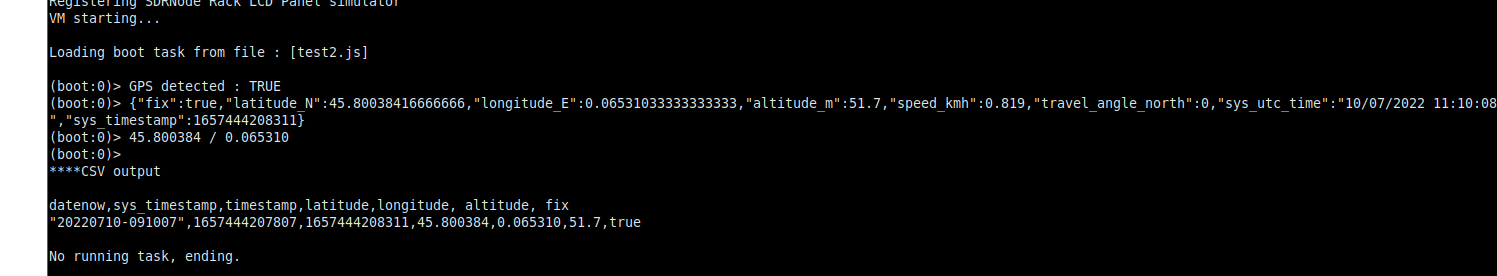 Registering SDRNode Rack LCD Panel simulator
VM starting...
Loading boot task from file : [test2.js]
(boot:0)> GPS detected : TRUE
(boot:0)> {"fix":true,"latitude_N":45.80038416666666,"longitude_E":0.06531033333333333,"altitude_m":51.7,"speed_kmh":0.819,"travel_angle_north":0,"sys_utc_time":"10/07/2022 11:10:08
","sys_timestamp":1657444208311}
(boot:0)> 45.800384 / 0.065310
(boot:0)>
****CSV output
datenow,sys_timestamp,timestamp,latitude,longitude, altitude, fix
"20220710-091007",1657444207807,1657444208311,45.800384,0.065310,51.7,true
No running task, ending.